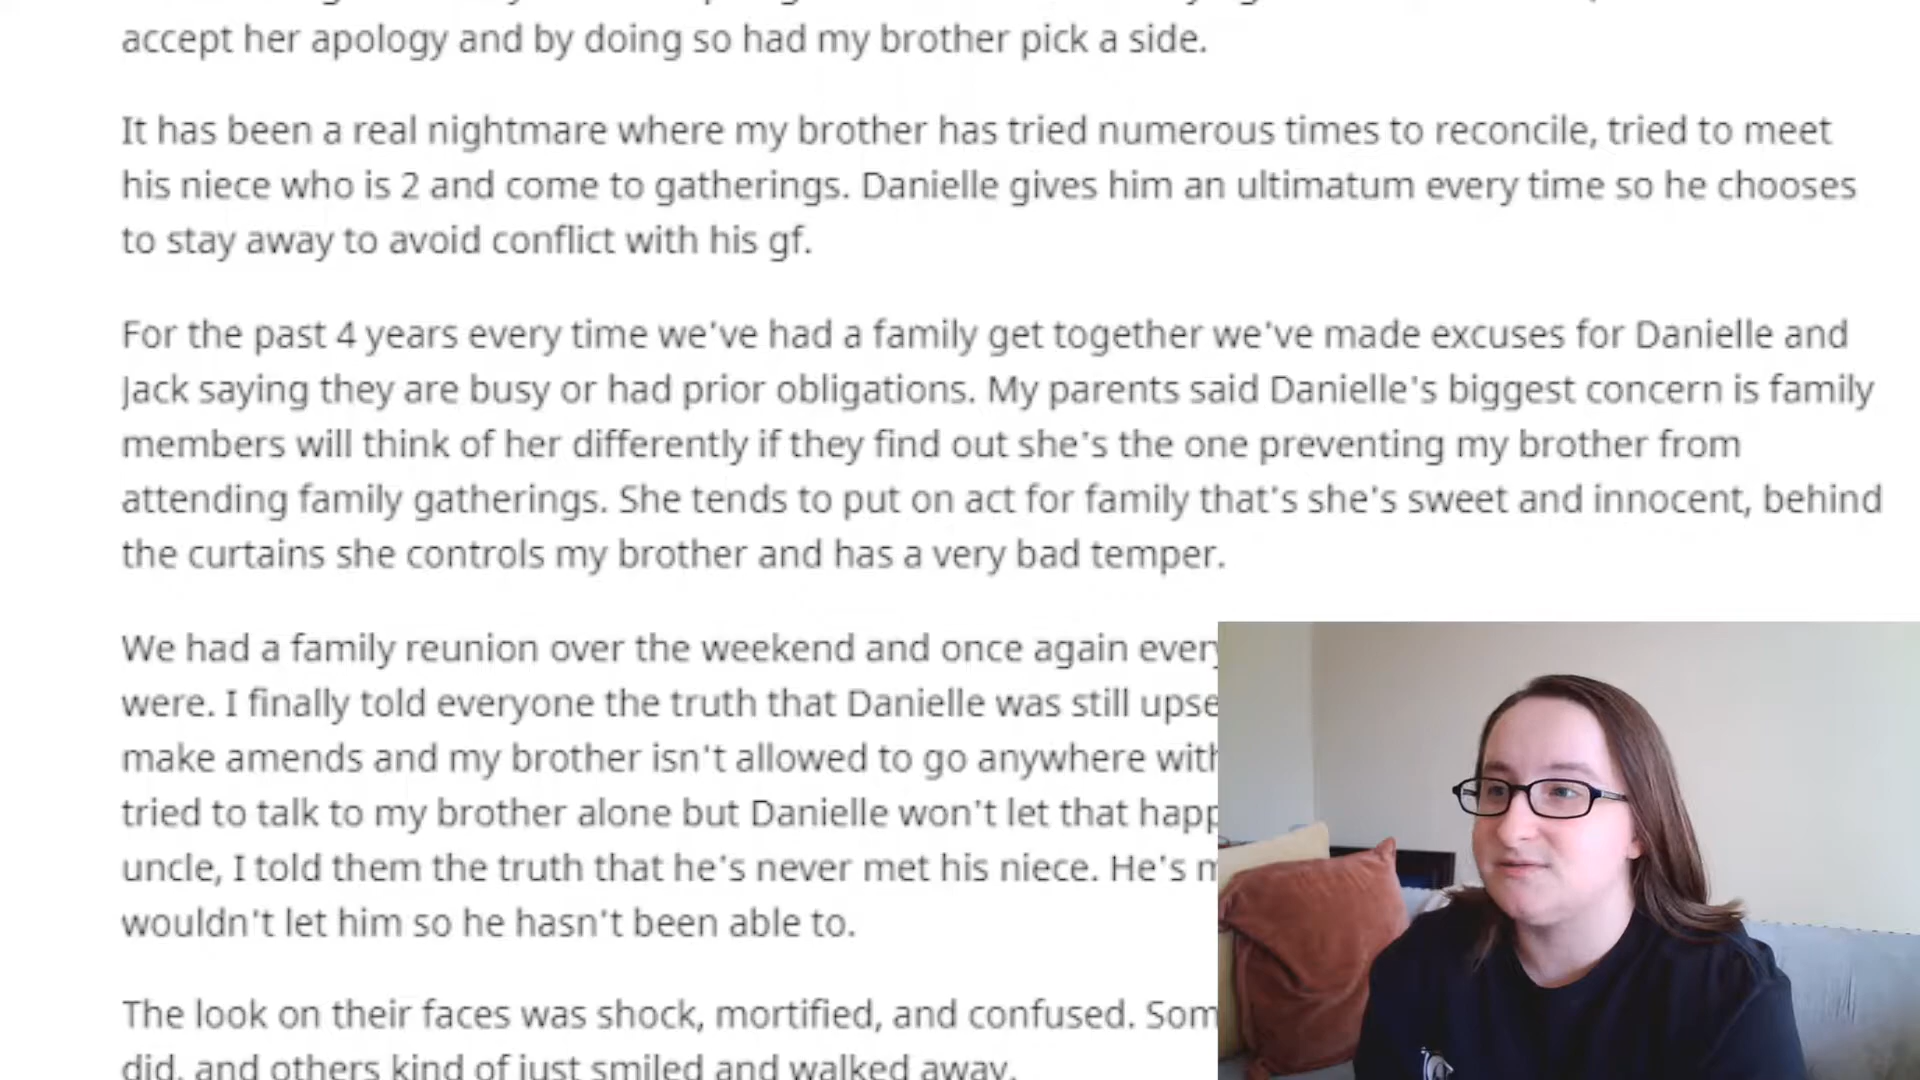 accept her apology and by doing so had my brother pick a side.
It has been a real nightmare where my brother has tried numerous times to reconcile, tried to meet
his niece who is 2 and come to gatherings. Danielle gives him an ultimatum every time so he chooses
to stay away to avoid conflict with his gf.
For the past 4 years every time we've had a family get together we've made excuses for Danielle and
Jack saying they are busy or had prior obligations. My parents said Danielle's biggest concern is family
members will think of her differently if they find out she's the one preventing my brother from
attending family gatherings. She tends to put on act for family that's she's sweet and innocent, behind
the curtains she controls my brother and has a very bad temper.
We had a family reunion over the weekend and once again
were. I finally told everyone the truth that Danielle was still
make amends and my brother isn't allowed to go anywhere
tried to talk to my brother alone but Danielle won't let that
uncle, I told them the truth that he's never met his niece. He's
wouldn't let him so he hasn't been able to.
The look on their faces was shock, mortified, and confused.
did, and others kind of just smiled and walked away.